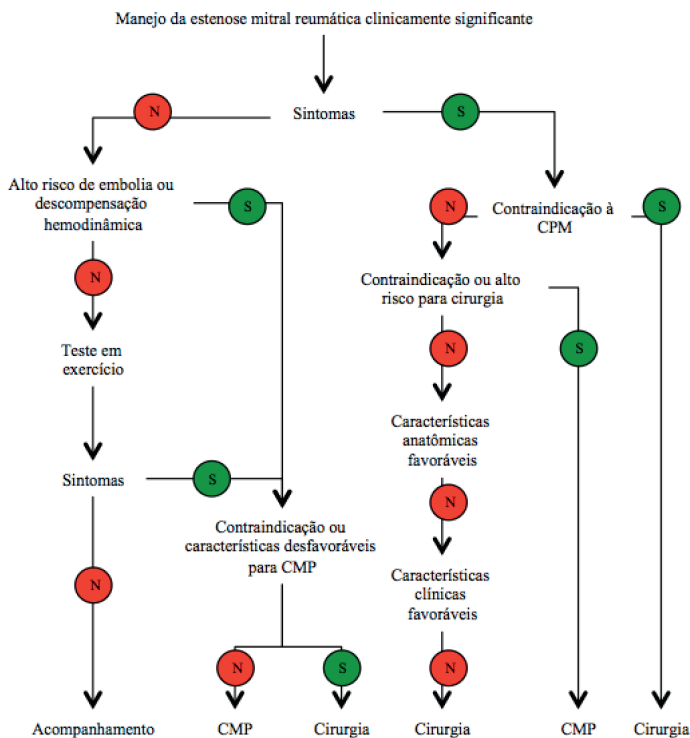 Manejo da estenose mitral reumática clinicamente significante
N
Sintomas
S
Alto risco de embolia ou
descompensação
hemodinâmica
S
N
Contraindicação à
CPM
S
N
Contraindicação ou alto
risco para cirurgia
Teste em
exercício
N
S
Características
anatômicas
favoráveis
Sintomas
S
N
Contraindicação ou
características desfavoráveis
para CMP
N
Características
clínicas
favoráveis
N
S
N
Acompanhamento
CMP
Cirurgia
Cirurgia
CMP
Cirurgia